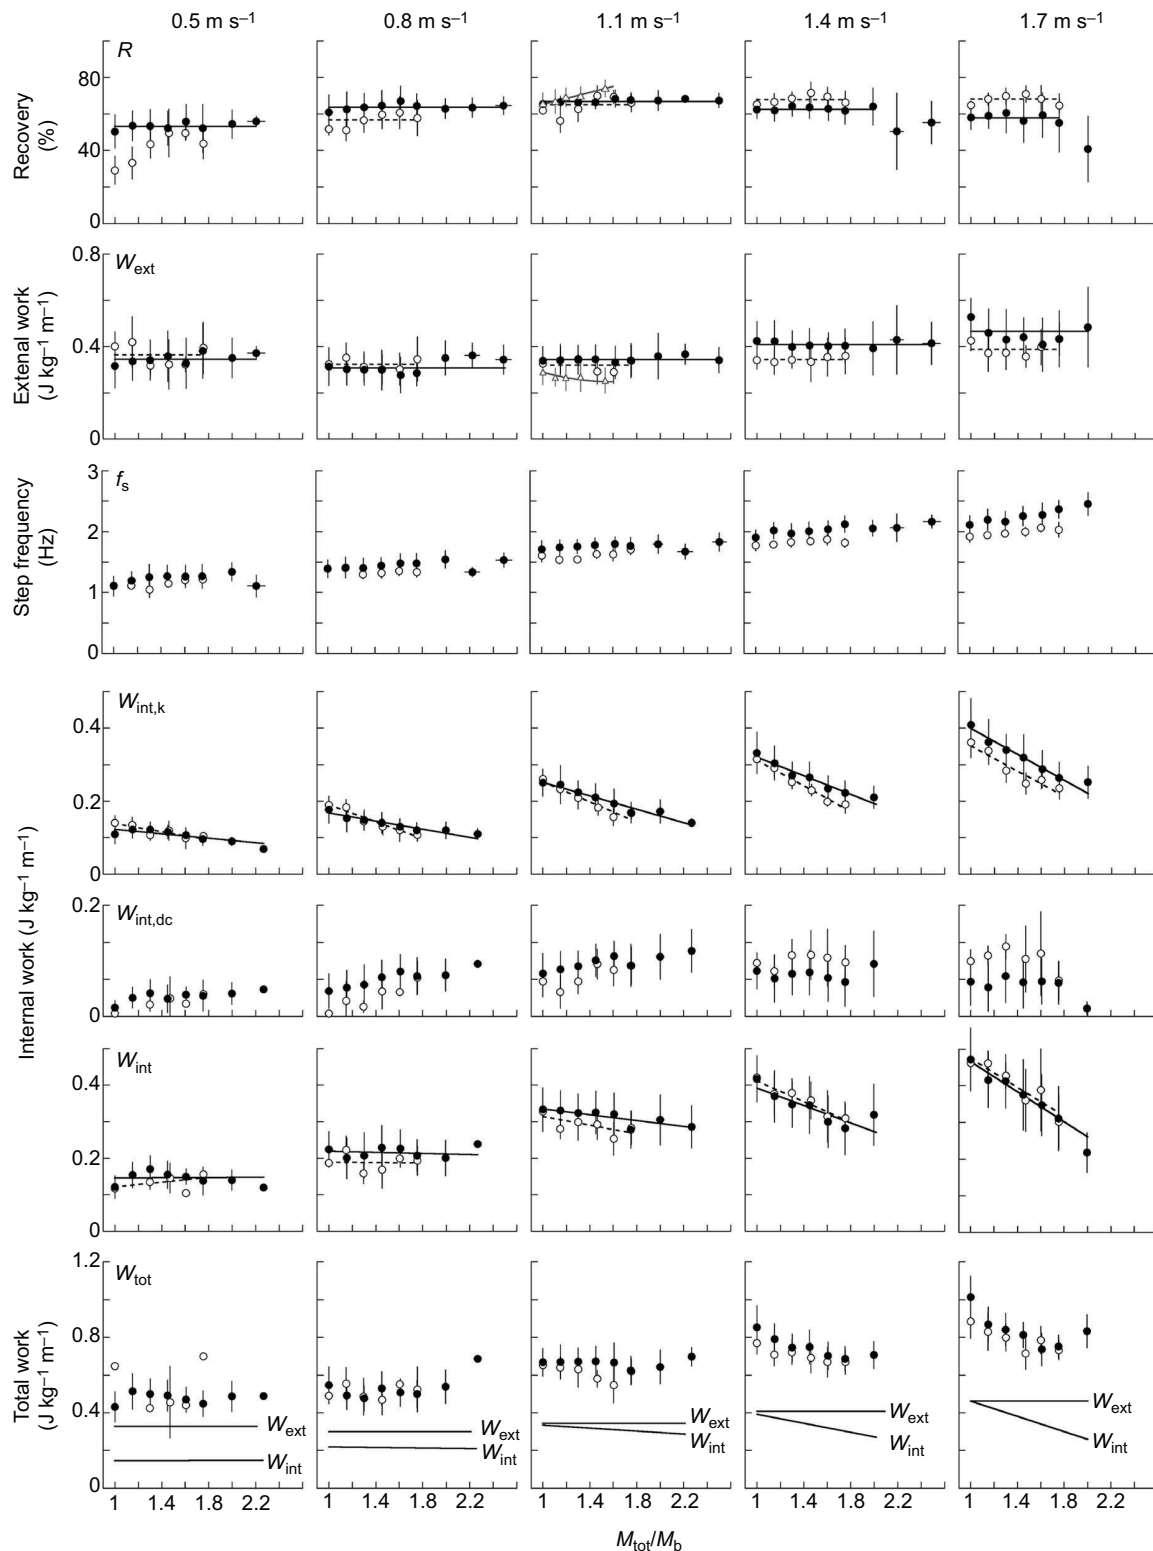 0.5 m s⁻¹ 0.8 m s⁻¹ 1.1 m s⁻¹ 1.4 m s⁻¹ 1.7 m s⁻¹
R
Recovery
(%)
80
40
0
Wext
Extenal work
(J kg⁻¹ m⁻¹)
0.8
0.4
0
fs
Step frequency
(Hz)
3
2
1
0
Internal work (J kg⁻¹ m⁻¹)
Wint,k
0.4
0.2
0
Wint,dc
0.2
0
Wint
0.4
0.2
0
Wtot
Total work
(J kg⁻¹ m⁻¹)
1.2
0.8
0.4
0
Wext Wext Wext Wext Wext
Wint Wint Wint Wint Wint
1 1.4 1.8 2.2 1 1.4 1.8 2.2 1 1.4 1.8 2.2 1 1.4 1.8 2.2 1 1.4 1.8 2.2
Mtot/Mb